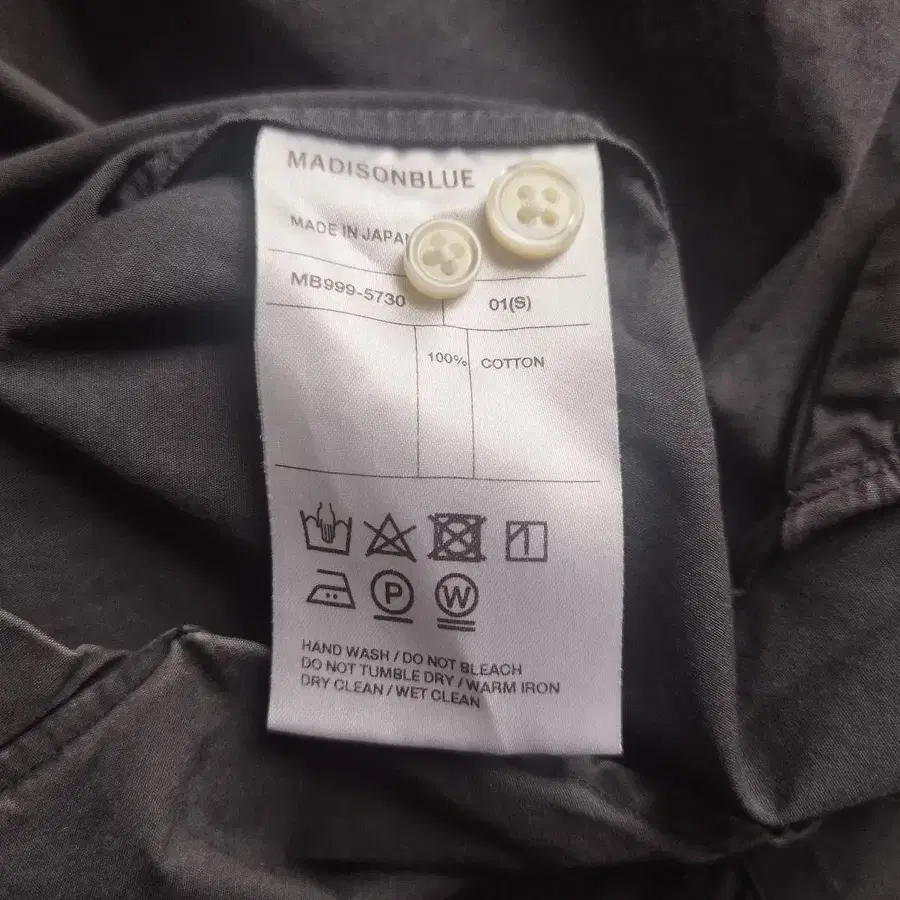 MADISONBLUE
MADE IN JAPAN
MB999-5730 01(S)
100% COTTON
P W
HAND WASH / DO NOT BLEACH
DO NOT TUMBLE DRY / WARM IRON
DRY CLEAN / WET CLEAN